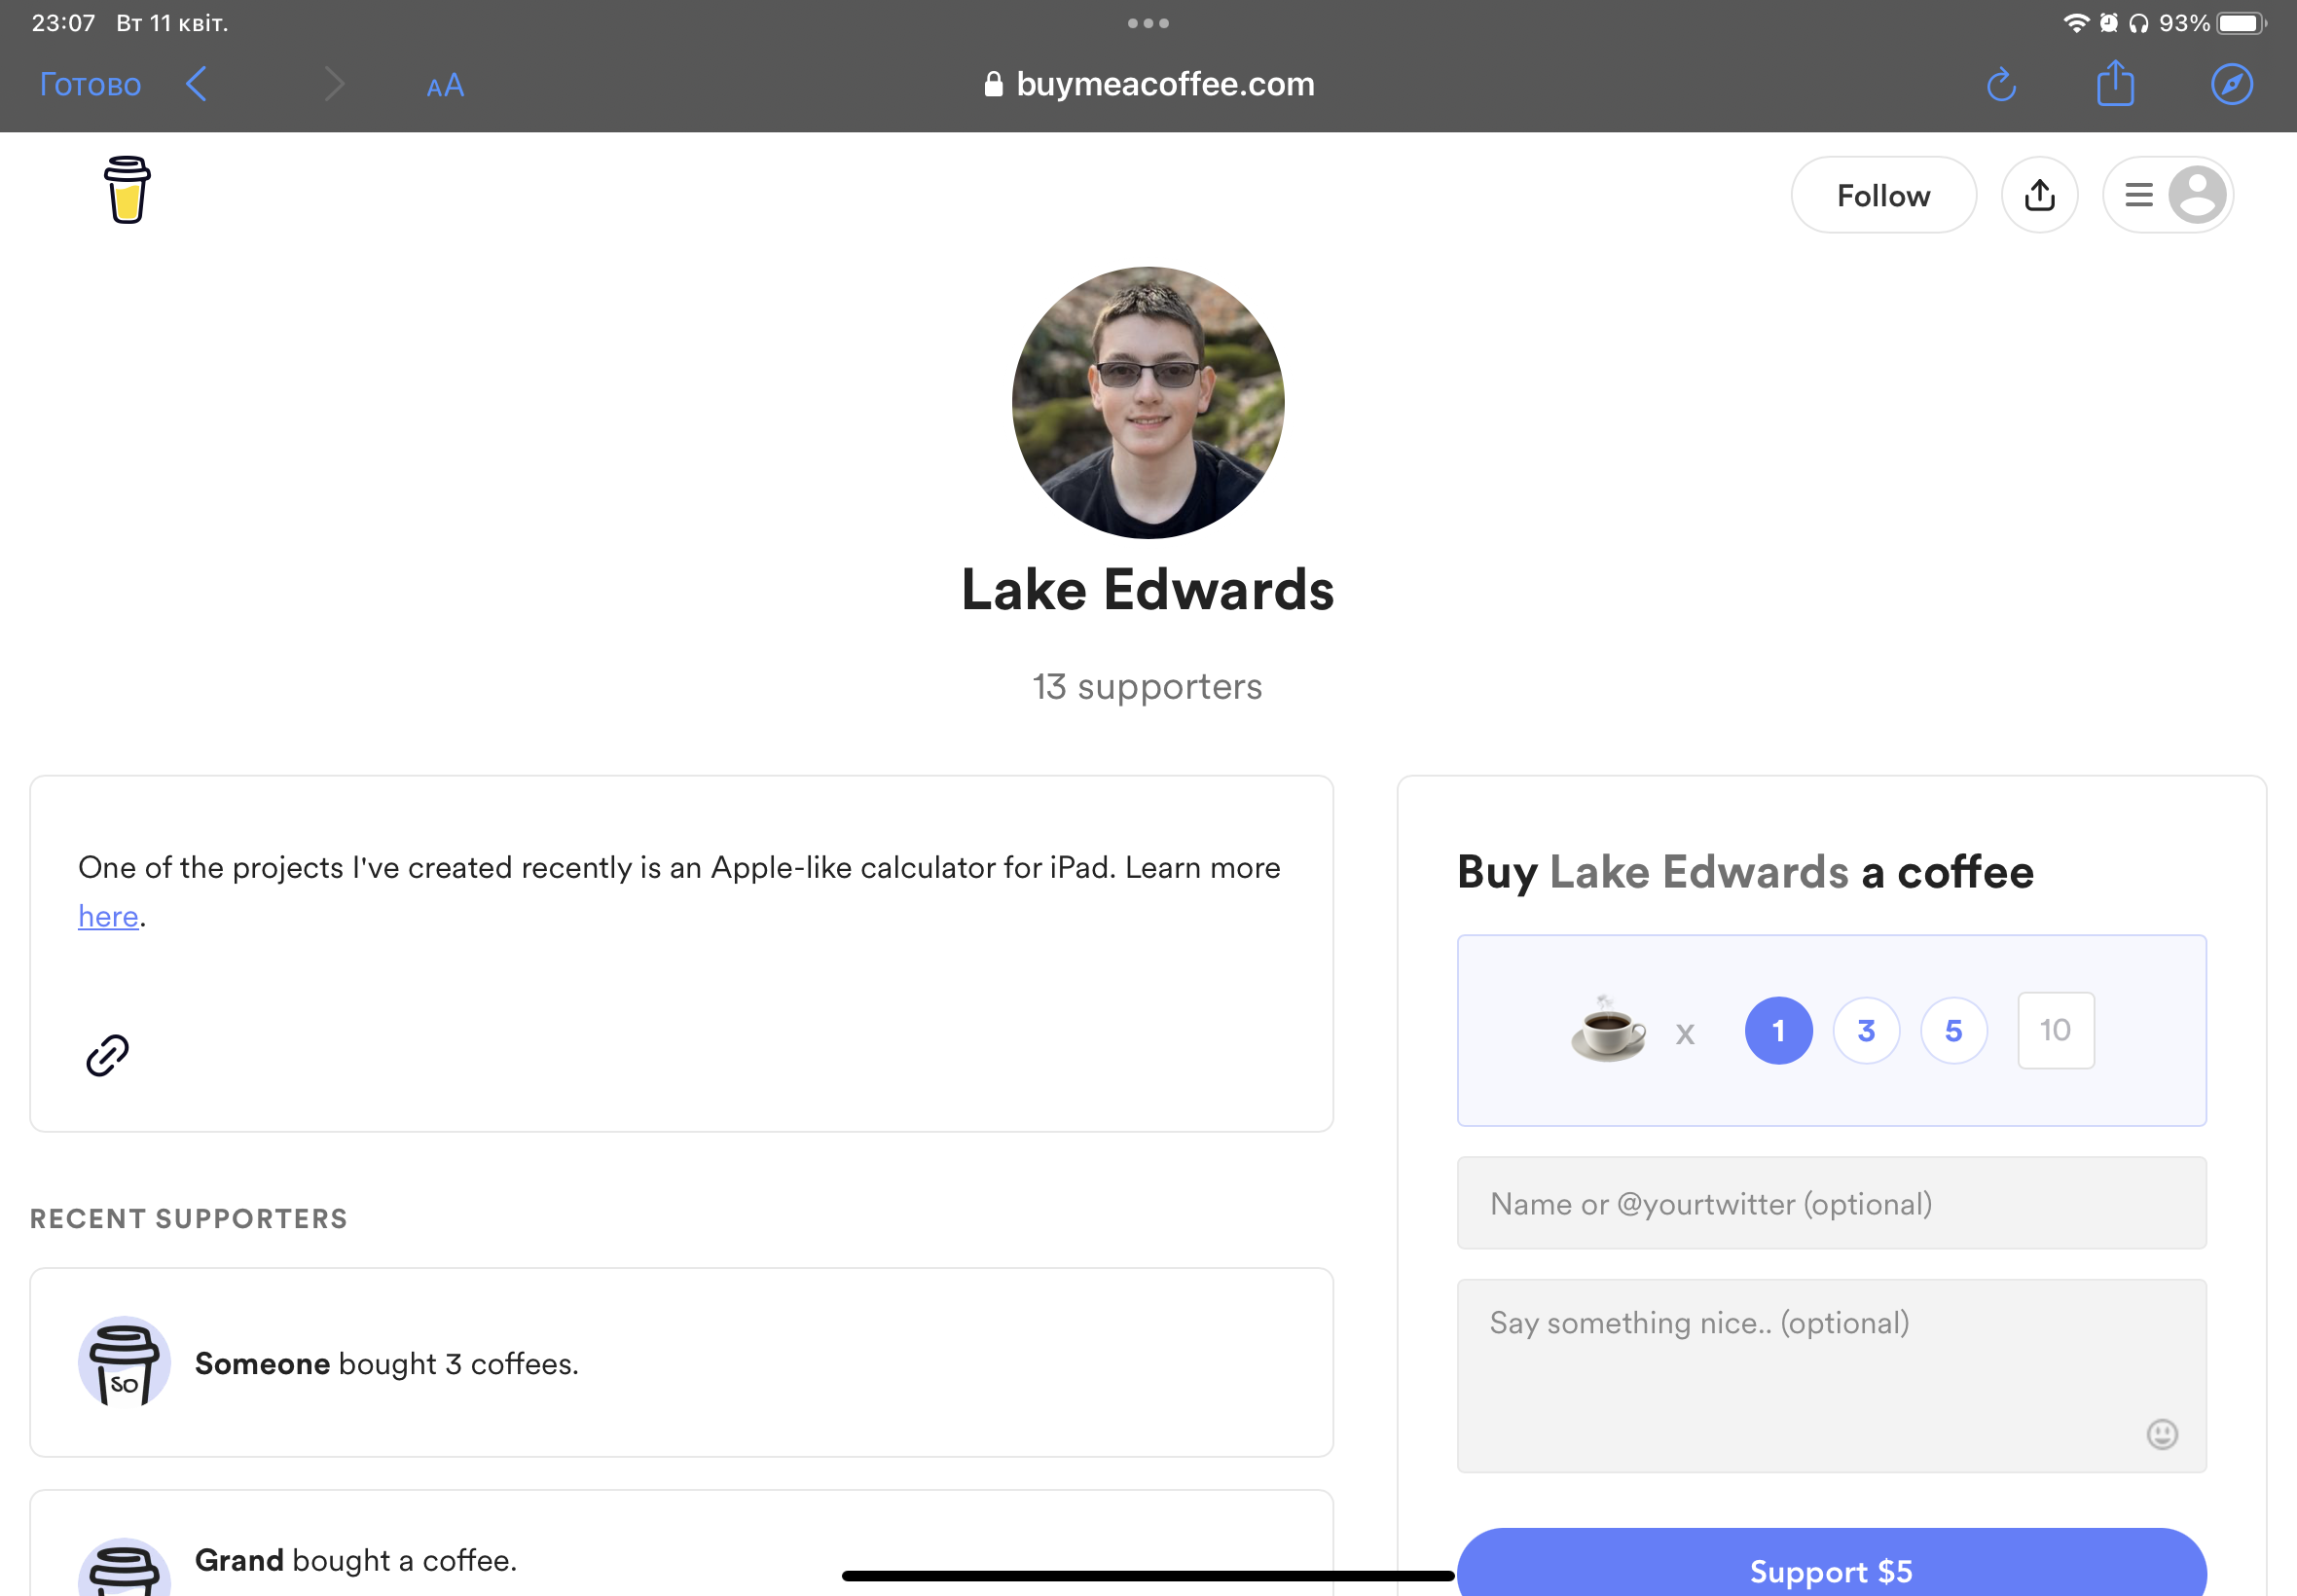 23:07 Вт 11 квіт.
93%
Готово
AA
buymeacoffee.com
Follow
Lake Edwards
13 supporters
One of the projects I've created recently is an Apple-like calculator for iPad. Learn more
here.
RECENT SUPPORTERS
SO
Someone bought 3 coffees.
Grand bought a coffee.
Buy Lake Edwards a coffee
x 1 3 5 10
Name or @yourtwitter (optional)
Say something nice.. (optional)
Support $5